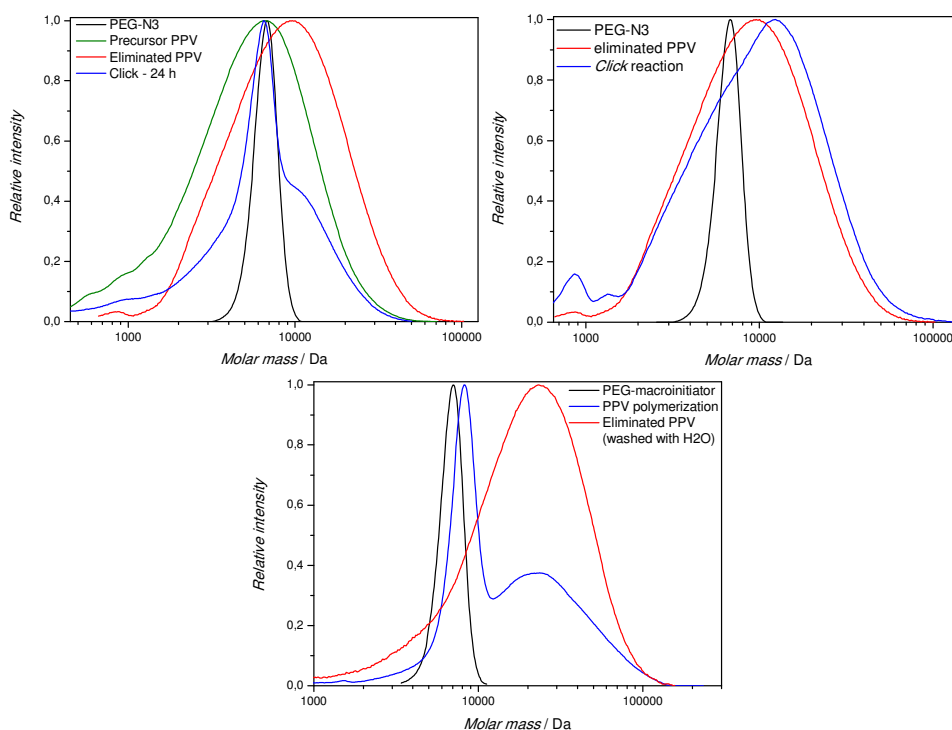 PEG-N3
Precursor PPV
Eliminated PPV
Click - 24 h
1,0
0,8
0,6
0,4
0,2
0,0
Relative intensity
1000
10000
100000
Molar mass / Da
PEG-N3
eliminated PPV
Click reaction
1,0
0,8
0,6
0,4
0,2
0,0
Relative intensity
1000
10000
100000
Molar mass / Da
PEG-macroinitiator
PPV polymerization
Eliminated PPV
(washed with H2O)
1,0
0,8
0,6
0,4
0,2
0,0
Relative intensity
1000
10000
100000
Molar mass / Da